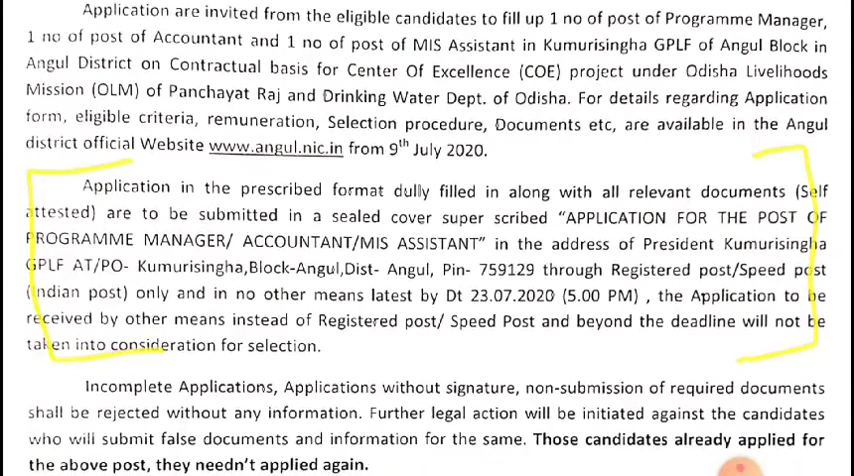 Application are invited from the eligible candidates to fill up 1 no of post of Programme Manager,
1 no of post of Accountant and 1 no of post of MIS Assistant in Kumurisingha GPLF of Angul Block in
Angul District on Contractual basis for Center Of Excellence (COE) project under Odisha Livelihoods
Mission (OLM) of Panchayat Raj and Drinking Water Dept. of Odisha. For details regarding Application
form, eligible criteria, remuneration, Selection procedure, Documents etc, are available in the Angul
district official Website www.angul.nic.in from 9th July 2020.
Application in the prescribed format dully filled in along with all relevant documents (Self
attested) are to be submitted in a sealed cover super scribed “APPLICATION FOR THE POST OF
PROGRAMME MANAGER/ ACCOUNTANT/MIS ASSISTANT” in the address of President Kumurisingha
GPLF AT/PO- Kumurisingha,Block-Angul,Dist- Angul, Pin- 759129 through Registered post/Speed post
(Indian post) only and in no other means latest by Dt 23.07.2020 (5.00 PM) , the Application to be
received by other means instead of Registered post/ Speed Post and beyond the deadline will not be
taken into consideration for selection.
Incomplete Applications, Applications without signature, non-submission of required documents
shall be rejected without any information. Further legal action will be initiated against the candidates
who will submit false documents and information for the same. Those candidates already applied for
the above post, they needn't applied again.